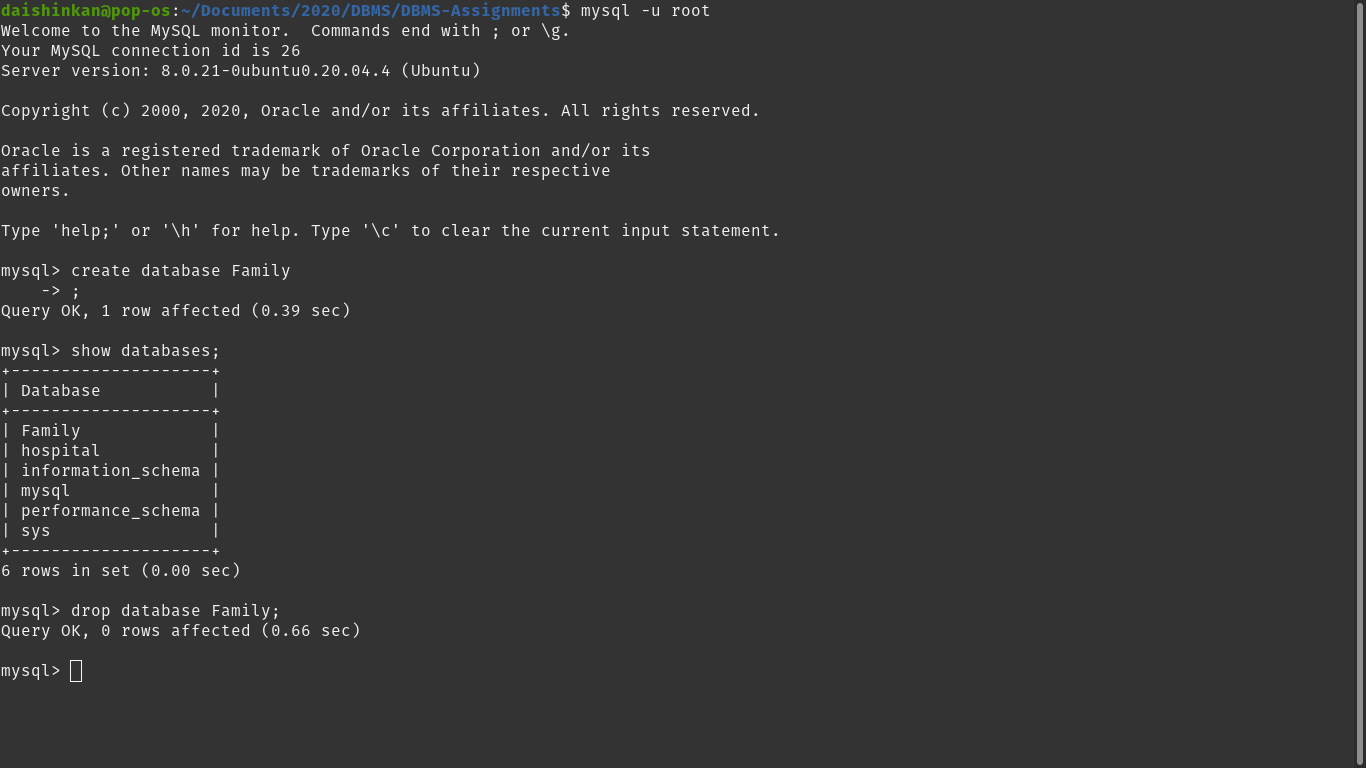 daishinkan@pop-os:~/Documents/2020/DBMS/DBMS-Assignments$ mysql -u root
Welcome to the MySQL monitor.  Commands end with ; or \g.
Your MySQL connection id is 26
Server version: 8.0.21-0ubuntu0.20.04.4 (Ubuntu)

Copyright (c) 2000, 2020, Oracle and/or its affiliates. All rights reserved.

Oracle is a registered trademark of Oracle Corporation and/or its
affiliates. Other names may be trademarks of their respective
owners.

Type 'help;' or '\h' for help. Type '\c' to clear the current input statement.

mysql> create database Family
    -> ;
Query OK, 1 row affected (0.39 sec)

mysql> show databases;
+--------------------+
| Database           |
+--------------------+
| Family             |
| hospital           |
| information_schema |
| mysql              |
| performance_schema |
| sys                |
+--------------------+
6 rows in set (0.00 sec)

mysql> drop database Family;
Query OK, 0 rows affected (0.66 sec)

mysql>